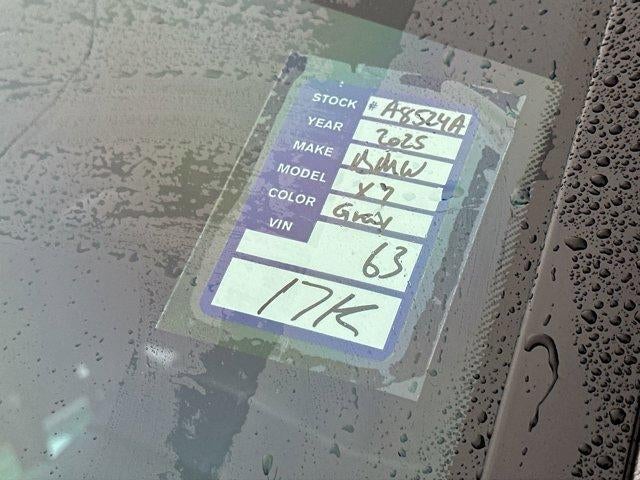 STOCK # A8524A
YEAR 2025
MAKE BMW
MODEL X7
COLOR Gray
VIN 63
17K